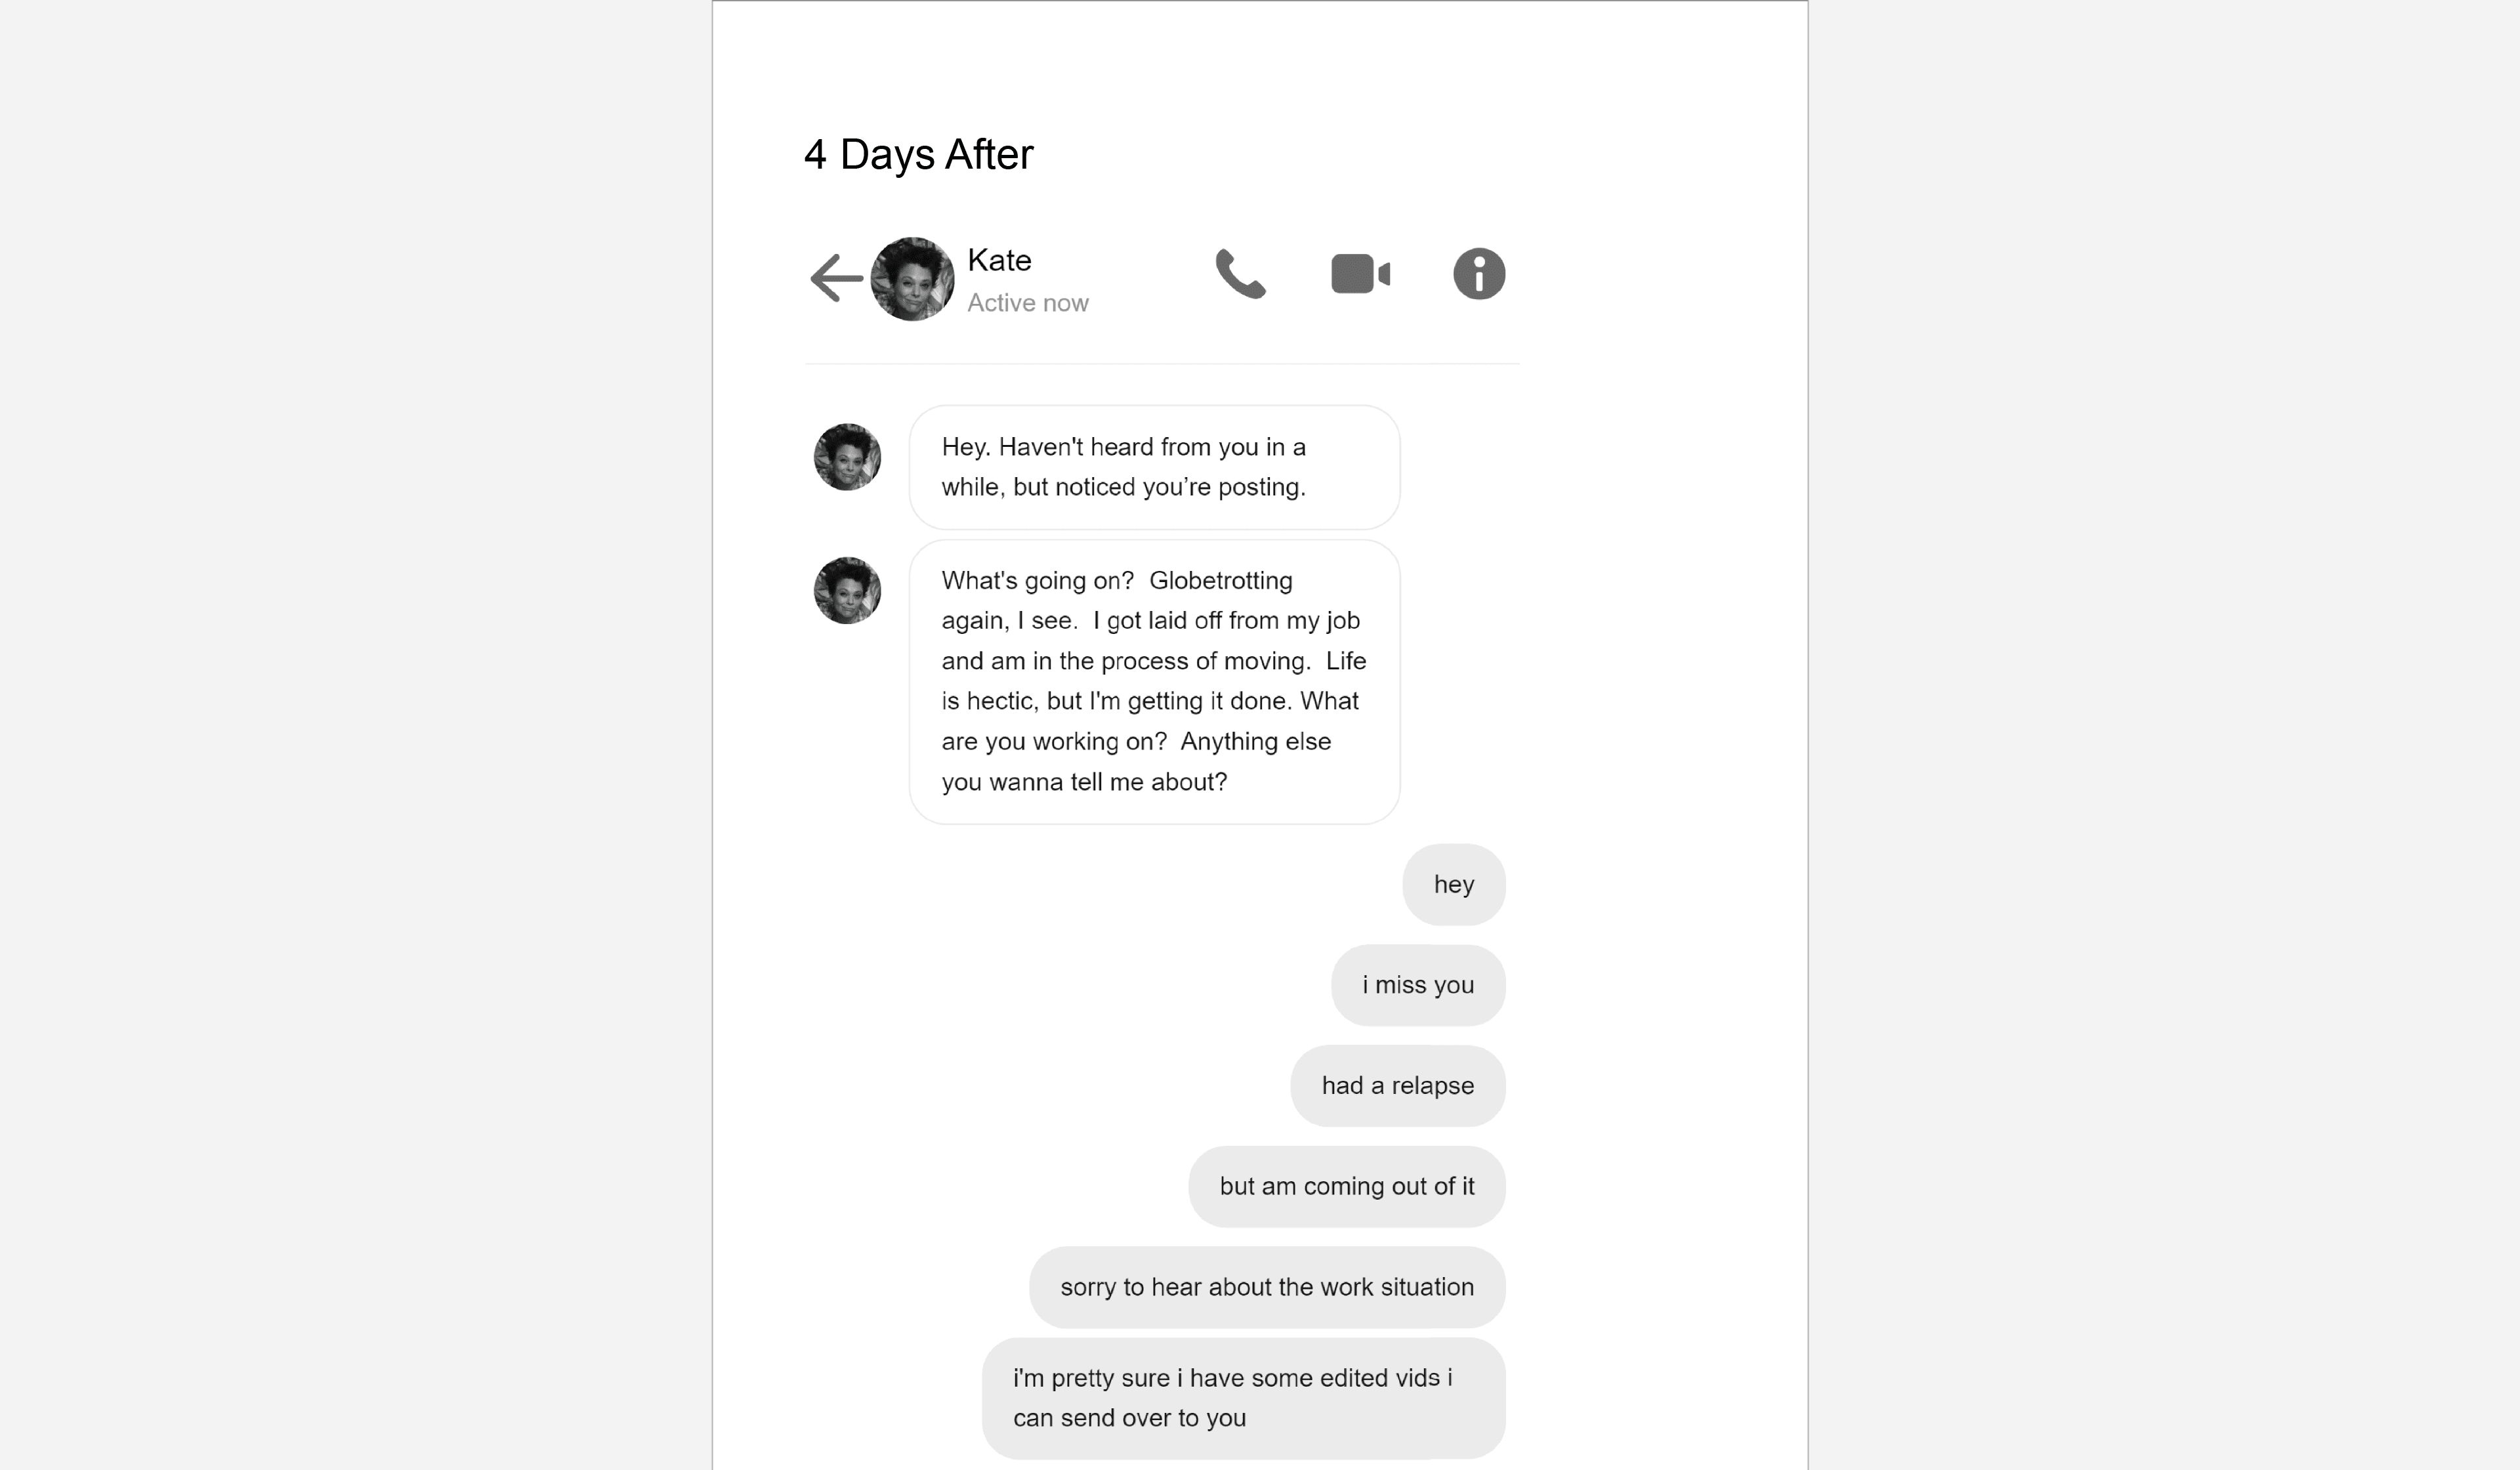 4 Days After
Kate
Active now
Hey. Haven't heard from you in a
while, but noticed you’re posting.
What's going on?  Globetrotting
again, I see.  I got laid off from my job
and am in the process of moving.  Life
is hectic, but I'm getting it done. What
are you working on?  Anything else
you wanna tell me about?
hey
i miss you
had a relapse
but am coming out of it
sorry to hear about the work situation
i'm pretty sure i have some edited vids i
can send over to you